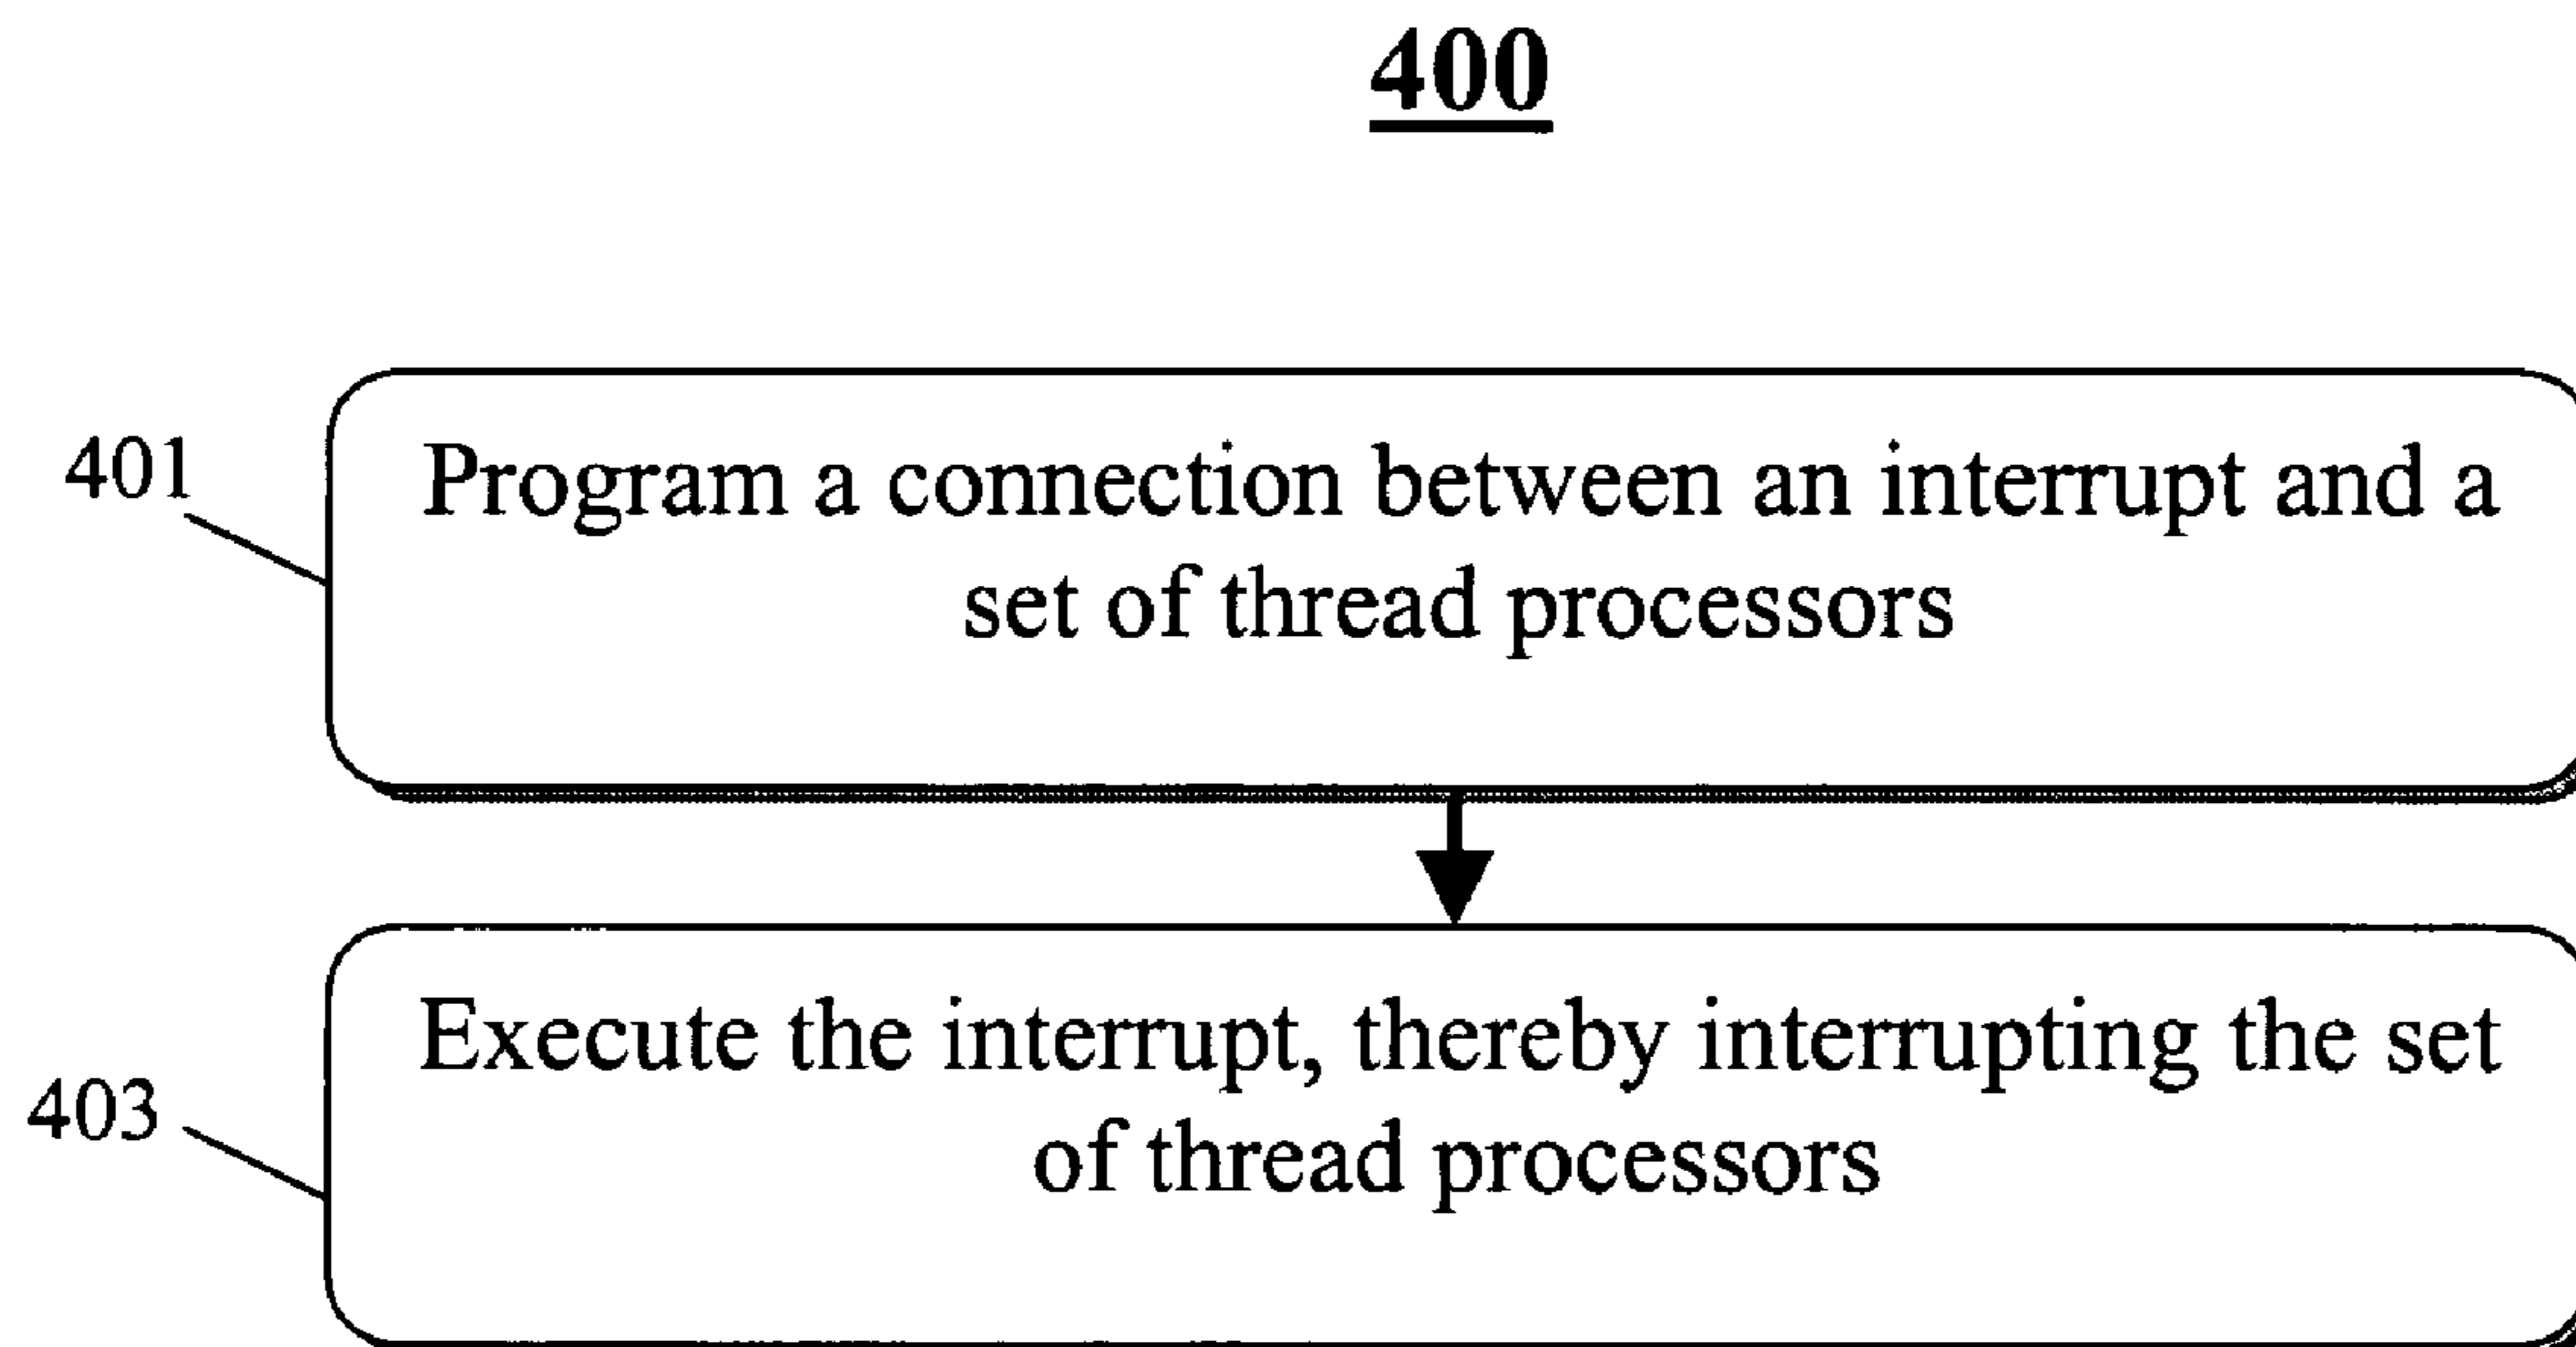 400
401
Program a connection between an interrupt and a
set of thread processors
403
Execute the interrupt, thereby interrupting the set
of thread processors